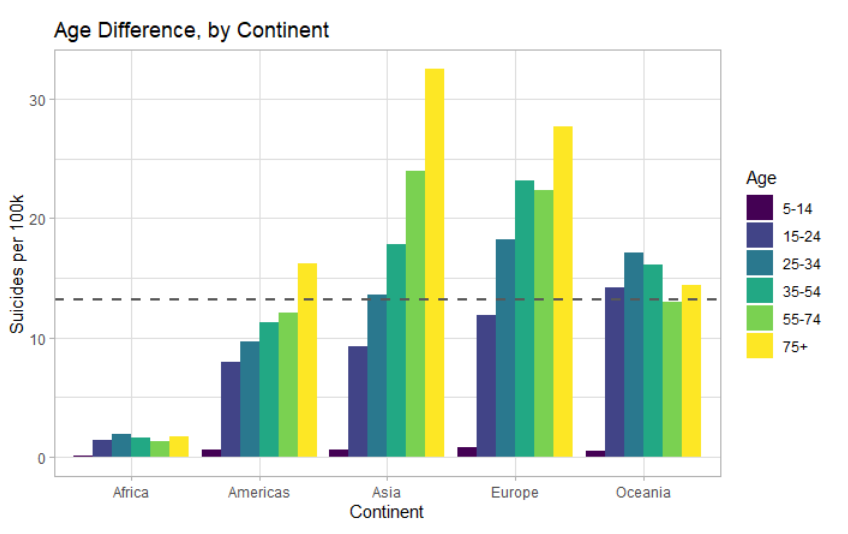 Age Difference, by Continent
Suicides per 100k
30
20
10
0
Africa Americas Asia Europe Oceania
Continent
Age
5-14
15-24
25-34
35-54
55-74
75+